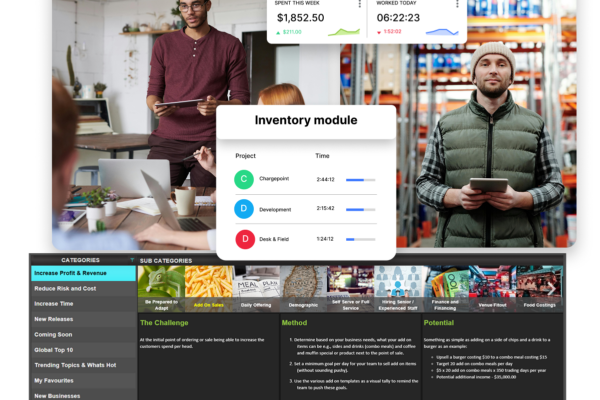 SPENT THIS WEEK
WORKED TODAY
$1,852.50
06:22:23
$211.00
1:52:02
Inventory module
Project Time
C Chargepoint 2:44:12
D Development 2:15:42
D Desk & Field 1:24:12
CATEGORIES
SUB CATEGORIES
Increase Profit & Revenue
Reduce Risk and Cost
Increase Time
New Releases
Coming Soon
Global Top 10
Trending Topics & Whats Hot
My Favourites
New Businesses
MEAL PLAN
Be Prepared to
Adapt
Add On Sales
Daily Offering
Demographic
Self Serve or Full
Service
Hiring Senior /
Experienced Staff
Finance and
Financing
Venue Fitout
Food Costings
The Challenge
At the initial point of ordering or sale being able to increase the
customers spend per head.
Method
1. Determine based on your business needs, what your add on
items can be e.g., sides and drinks (combo meals) and coffee
and muffin special or product next to the point of sale.
2. Set a minimum goal per day for your team to sell add on items
(without sounding pushy).
3. Use the various add on templates as a visual tally to remind the
team to push these goals.
Potential
Something as simple as adding on a side of chips and a drink to a
burger as an example:
• Upsell a burger costing $10 to a combo meal costing $15
• Target 20 add on combo meals per day
• $5 x 20 add on combo meals x 350 trading days per year
• Potential additional income - $35,000.00